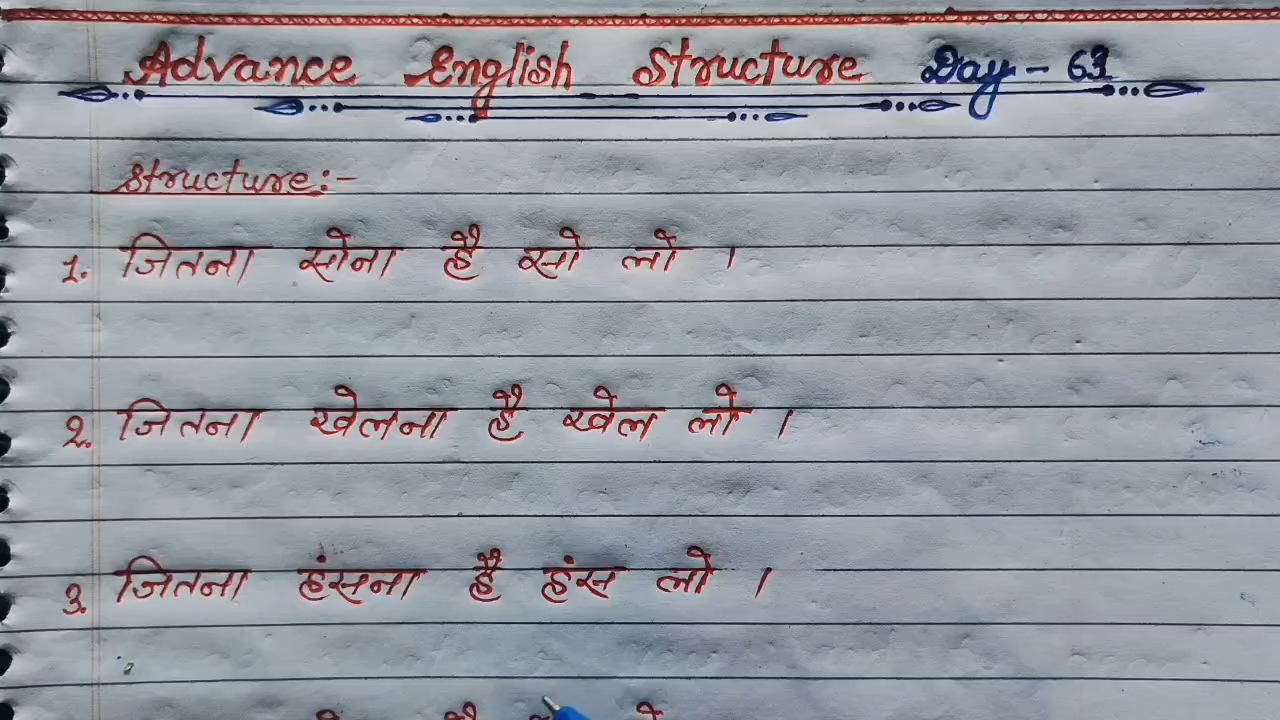 Advance English Structure Day - 63
Structure:-
1. जितना सोना है सो लो ।
2. जितना खेलना है खेल लो ।
3. जितना हंसना है हंस लो ।